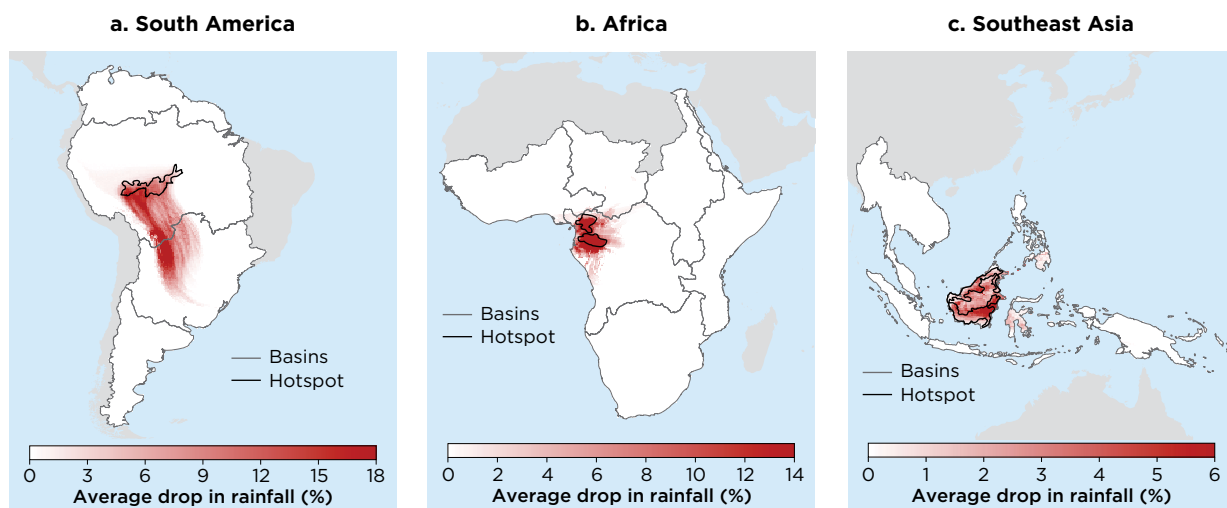 a. South America
b. Africa
c. Southeast Asia
Basins
Hotspot
Basins
Hotspot
Basins
Hotspot
0 3 6 9 12 15 18
Average drop in rainfall (%)
0 2 4 6 8 10 12 14
Average drop in rainfall (%)
0 1 2 3 4 5 6
Average drop in rainfall (%)